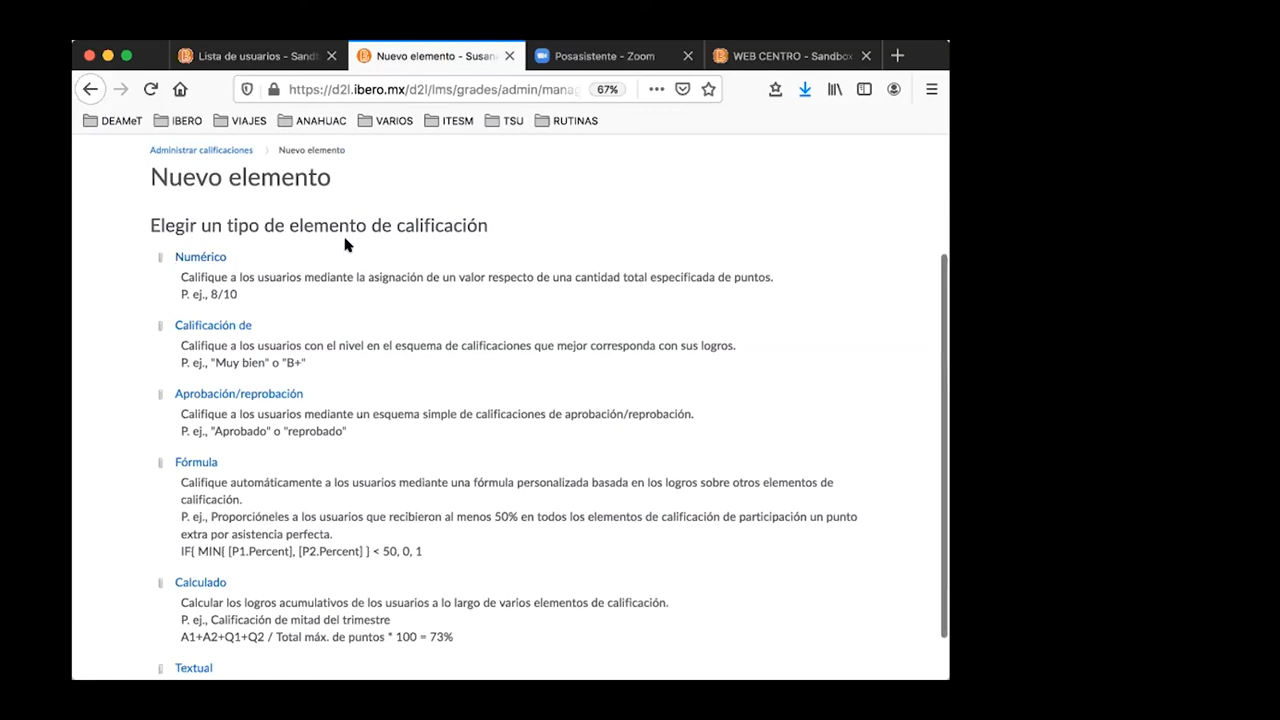 Lista de usuarios - Sandb
Nuevo elemento - Susan
Posasistente - Zoom
WEB CENTRO - Sandbox
https://d2l.ibero.mx/d2l/lms/grades/admin/manag
67%
DEAMeT
IBERO
VIAJES
ANAHUAC
VARIOS
ITESM
TSU
RUTINAS
Administrar calificaciones
Nuevo elemento
Nuevo elemento
Elegir un tipo de elemento de calificación
Numérico
Califique a los usuarios mediante la asignación de un valor respecto de una cantidad total especificada de puntos.
P. ej., 8/10
Calificación de
Califique a los usuarios con el nivel en el esquema de calificaciones que mejor corresponda con sus logros.
P. ej., "Muy bien" o "B+"
Aprobación/reprobación
Califique a los usuarios mediante un esquema simple de calificaciones de aprobación/reprobación.
P. ej., "Aprobado" o "reprobado"
Fórmula
Califique automáticamente a los usuarios mediante una fórmula personalizada basada en los logros sobre otros elementos de
calificación.
P. ej., Proporcióneles a los usuarios que recibieron al menos 50% en todos los elementos de calificación de participación un punto
extra por asistencia perfecta.
IF{ MIN{ [P1.Percent], [P2.Percent] } < 50, 0, 1
Calculado
Calcular los logros acumulativos de los usuarios a lo largo de varios elementos de calificación.
P. ej., Calificación de mitad del trimestre
A1+A2+Q1+Q2 / Total máx. de puntos * 100 = 73%
Textual